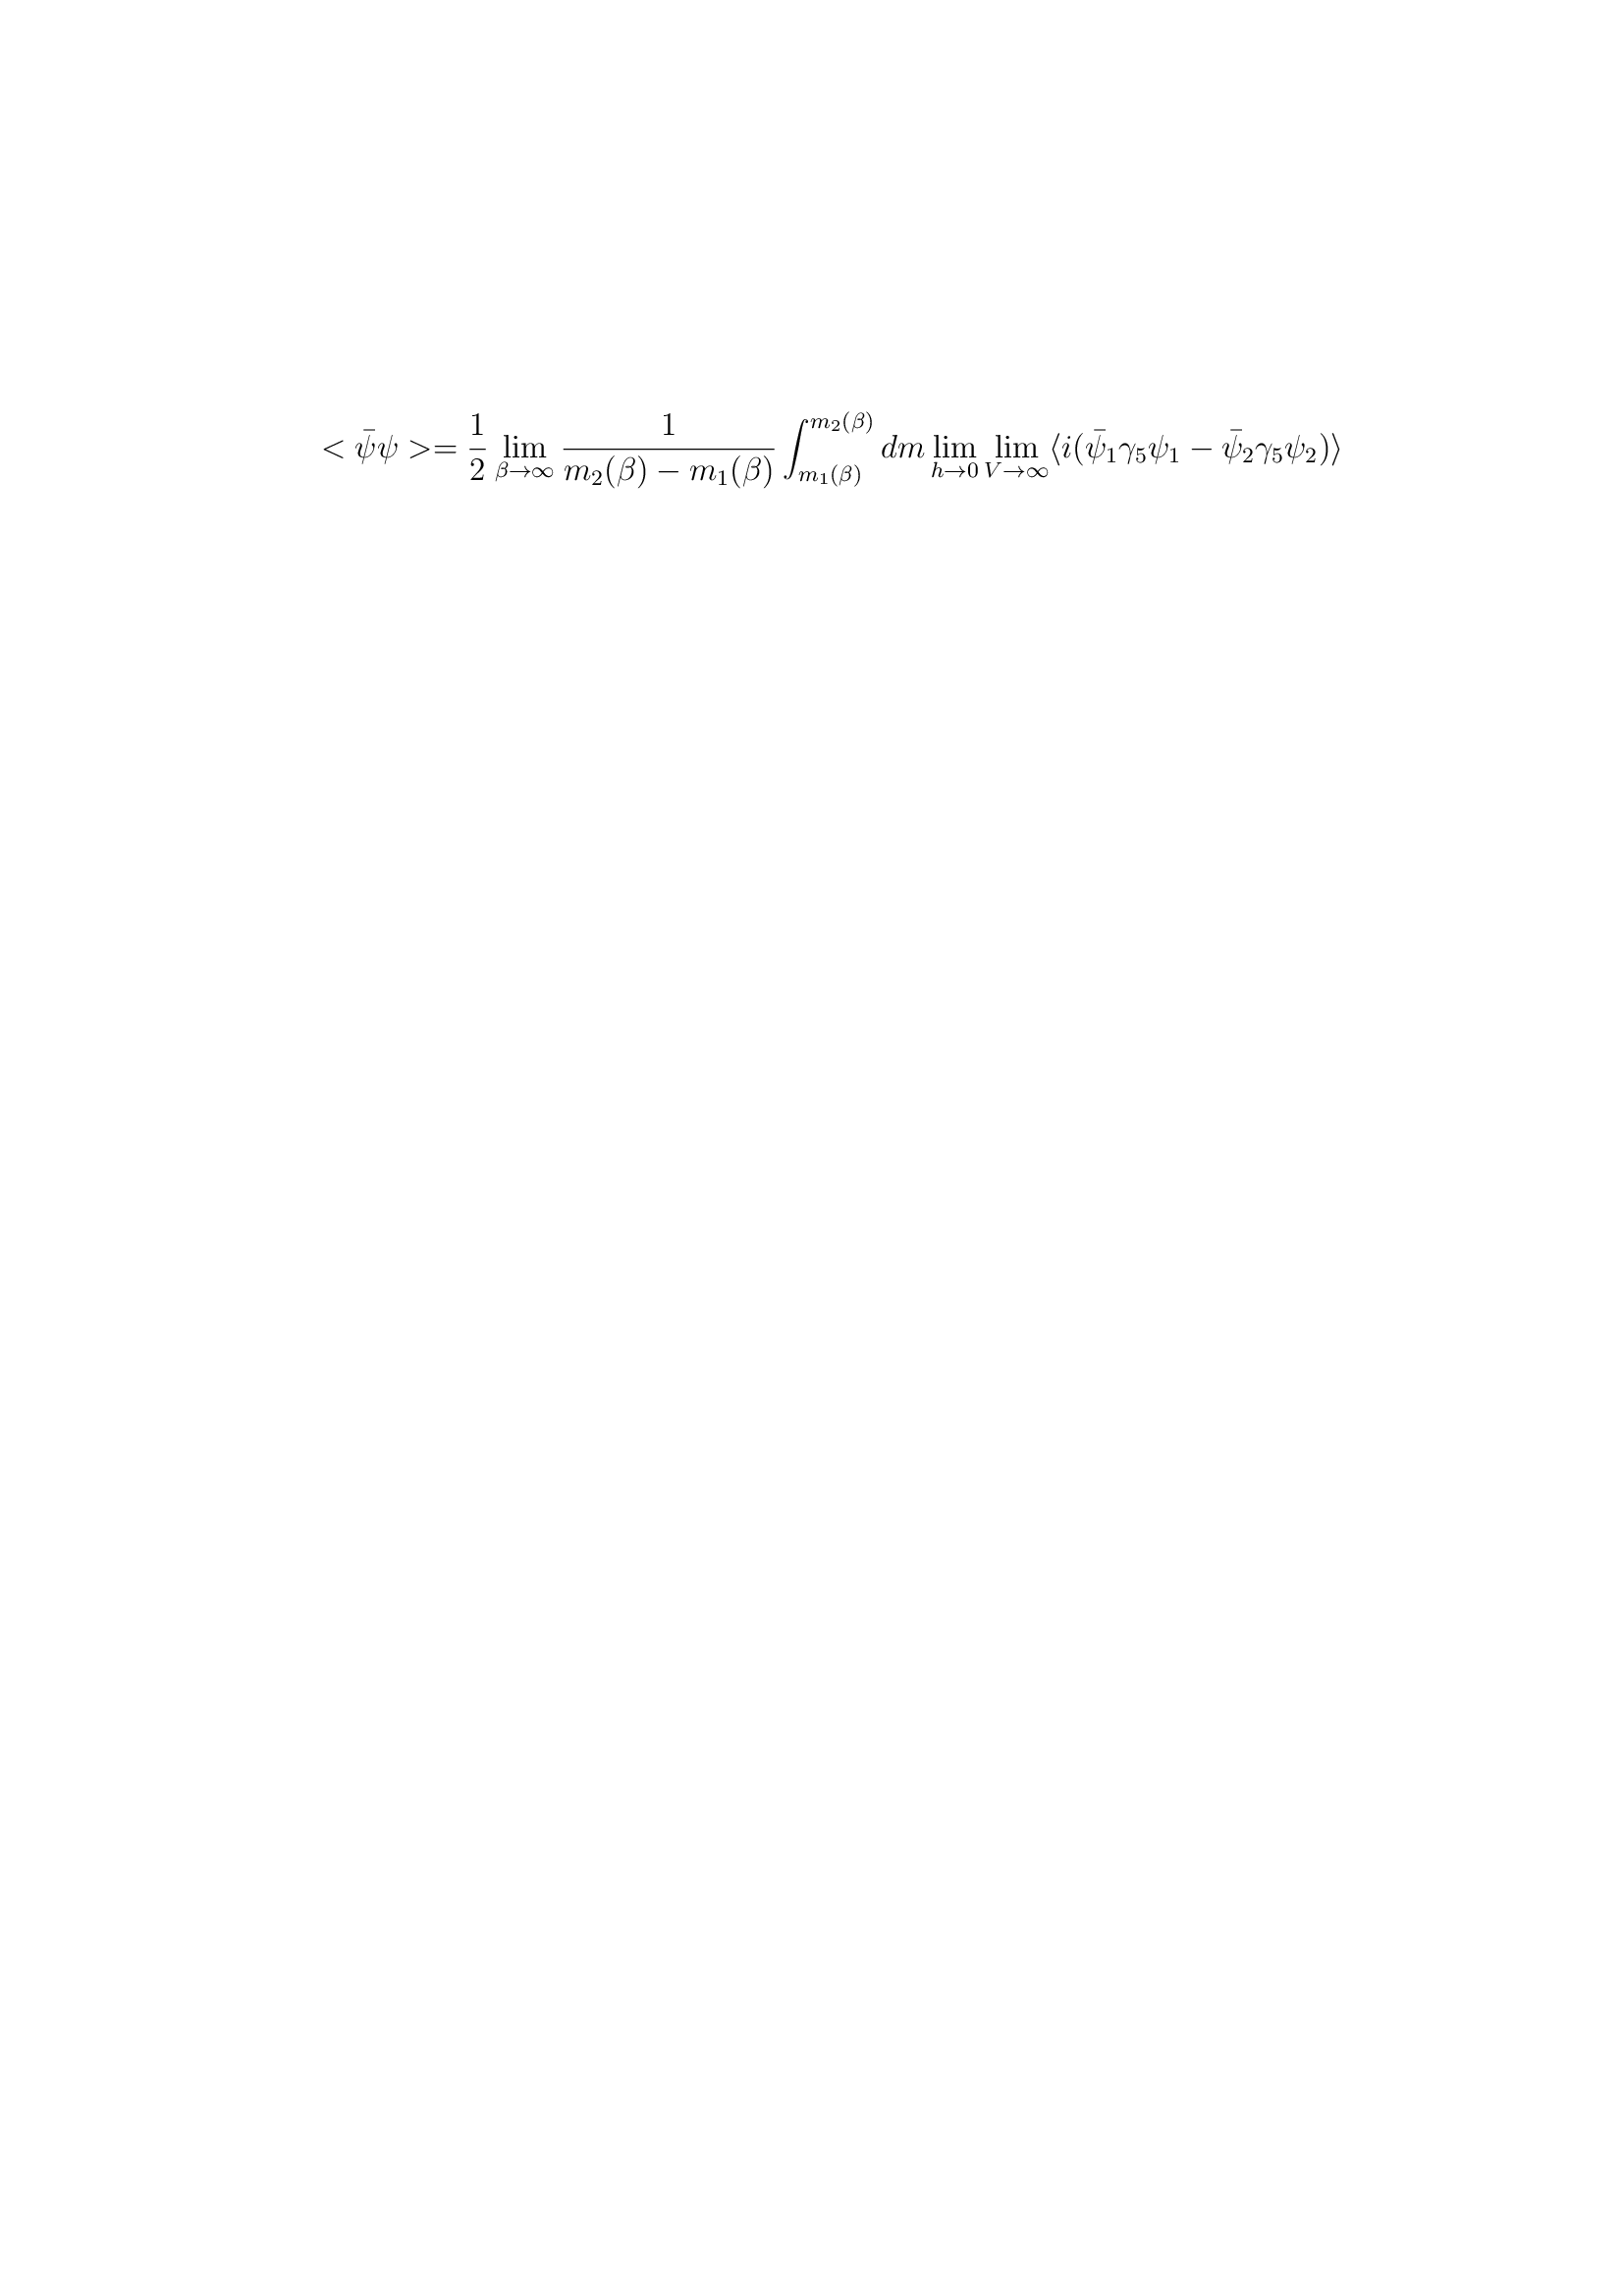 $<\bar{\psi}\psi>= \frac{1}{2} \lim_{\beta\to\infty} \frac{1}{m_2(\beta)-m_1(\beta)} \int_{m_1(\beta)}^{m_2(\beta)} dm \lim_{h\to 0} \lim_{V\to\infty} \langle i(\bar{\psi}_1\gamma_5\psi_1 - \bar{\psi}_2\gamma_5\psi_2)\rangle$